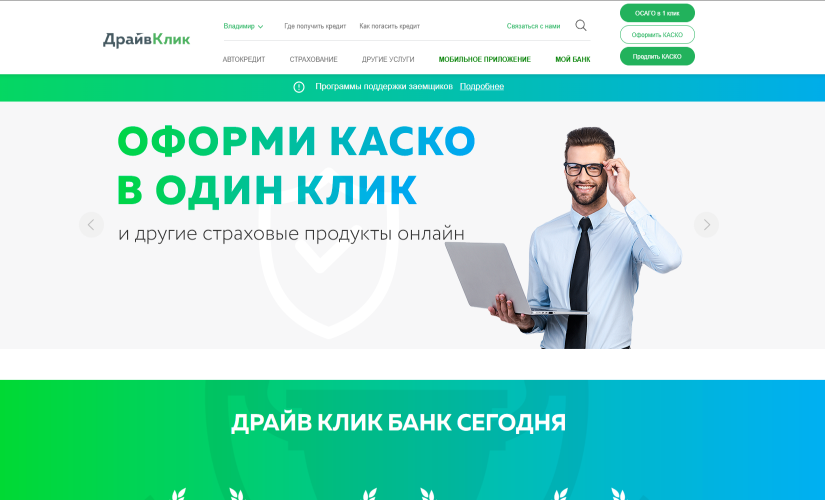 Владимир
Где получить кредит
Как погасить кредит
Связаться с нами
ДрайвКлик
АВТОКРЕДИТ
СТРАХОВАНИЕ
ДРУГИЕ УСЛУГИ
МОБИЛЬНОЕ ПРИЛОЖЕНИЕ
МОЙ БАНК
ОСАГО в 1 клик
Оформить КАСКО
Продлить КАСКО
Программы поддержки заемщиков Подробнее
ОФОРМИ КАСКО
В ОДИН КЛИК
и другие страховые продукты онлайн
ДРАЙВ КЛИК БАНК СЕГОДНЯ